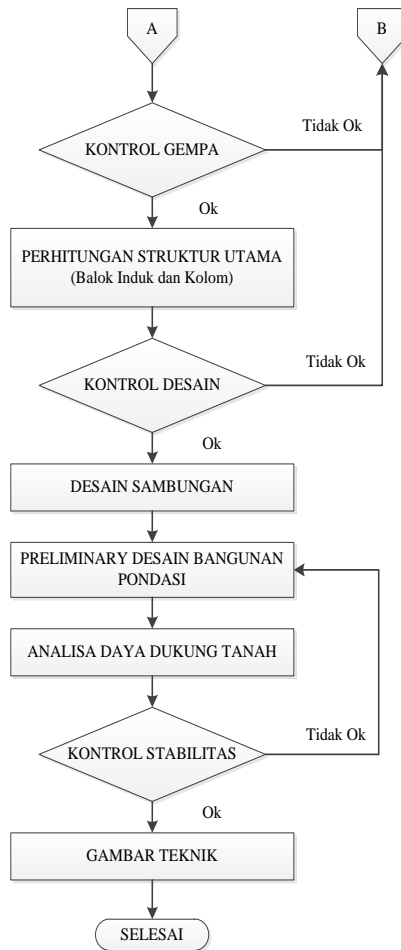 A
B
KONTROL GEMPA
Tidak Ok
Ok
PERHITUNGAN STRUKTUR UTAMA
(Balok Induk dan Kolom)
KONTROL DESAIN
Tidak Ok
Ok
DESAIN SAMBUNGAN
PRELIMINARY DESAIN BANGUNAN
PONDASI
ANALISA DAYA DUKUNG TANAH
KONTROL STABILITAS
Tidak Ok
Ok
GAMBAR TEKNIK
SELESAI